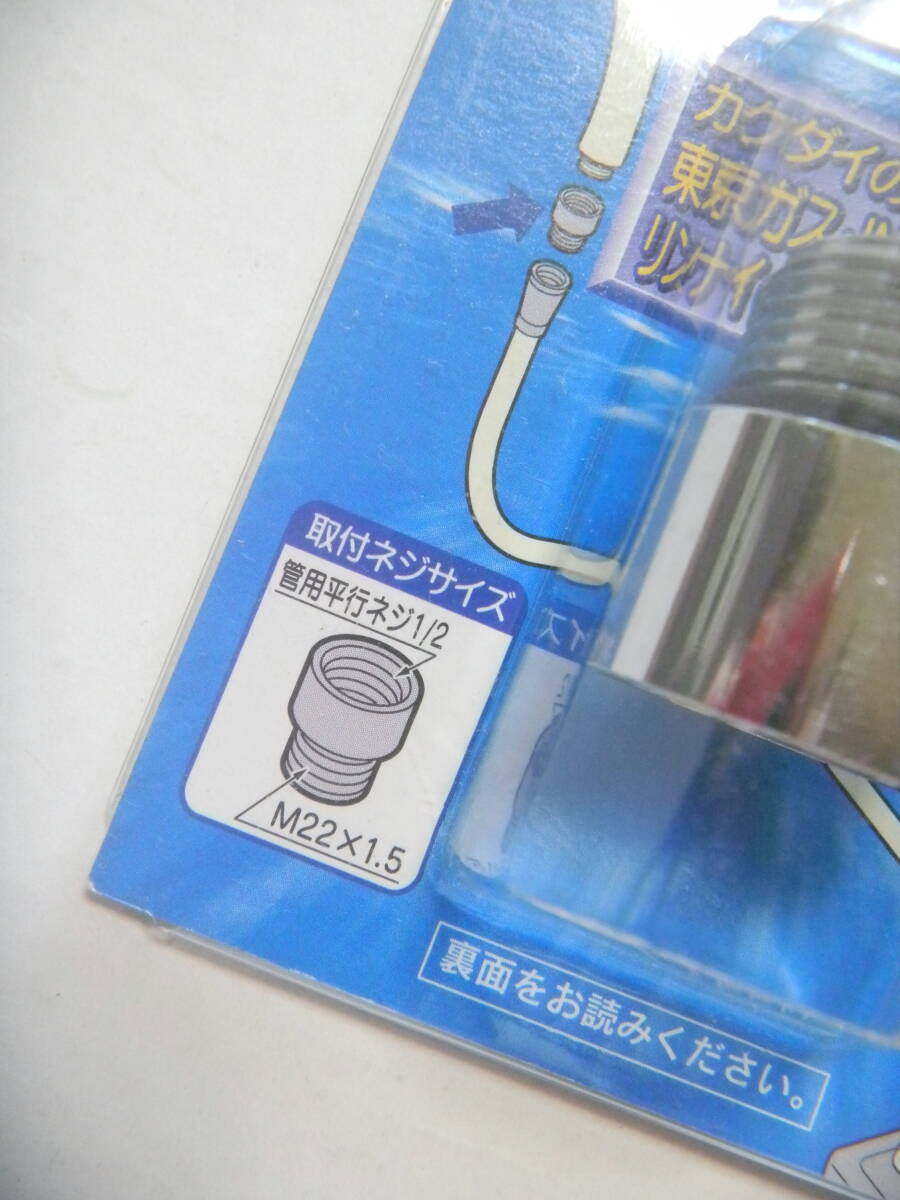 カクダイの
東京ガス・
リンナイ
取付ネジサイズ
管用平行ネジ1/2
M22×1.5
裏面をお読みください。